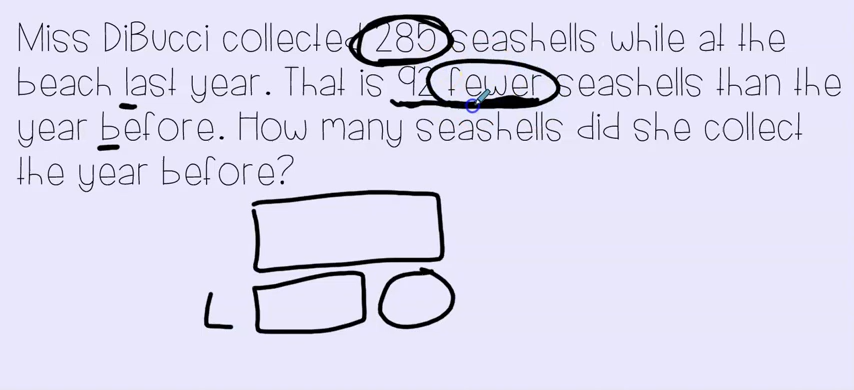 Miss DiBucci collected 285 seashells while at the
beach last year. That is 92 fewer seashells than the
year before. How many seashells did she collect
the year before?
L